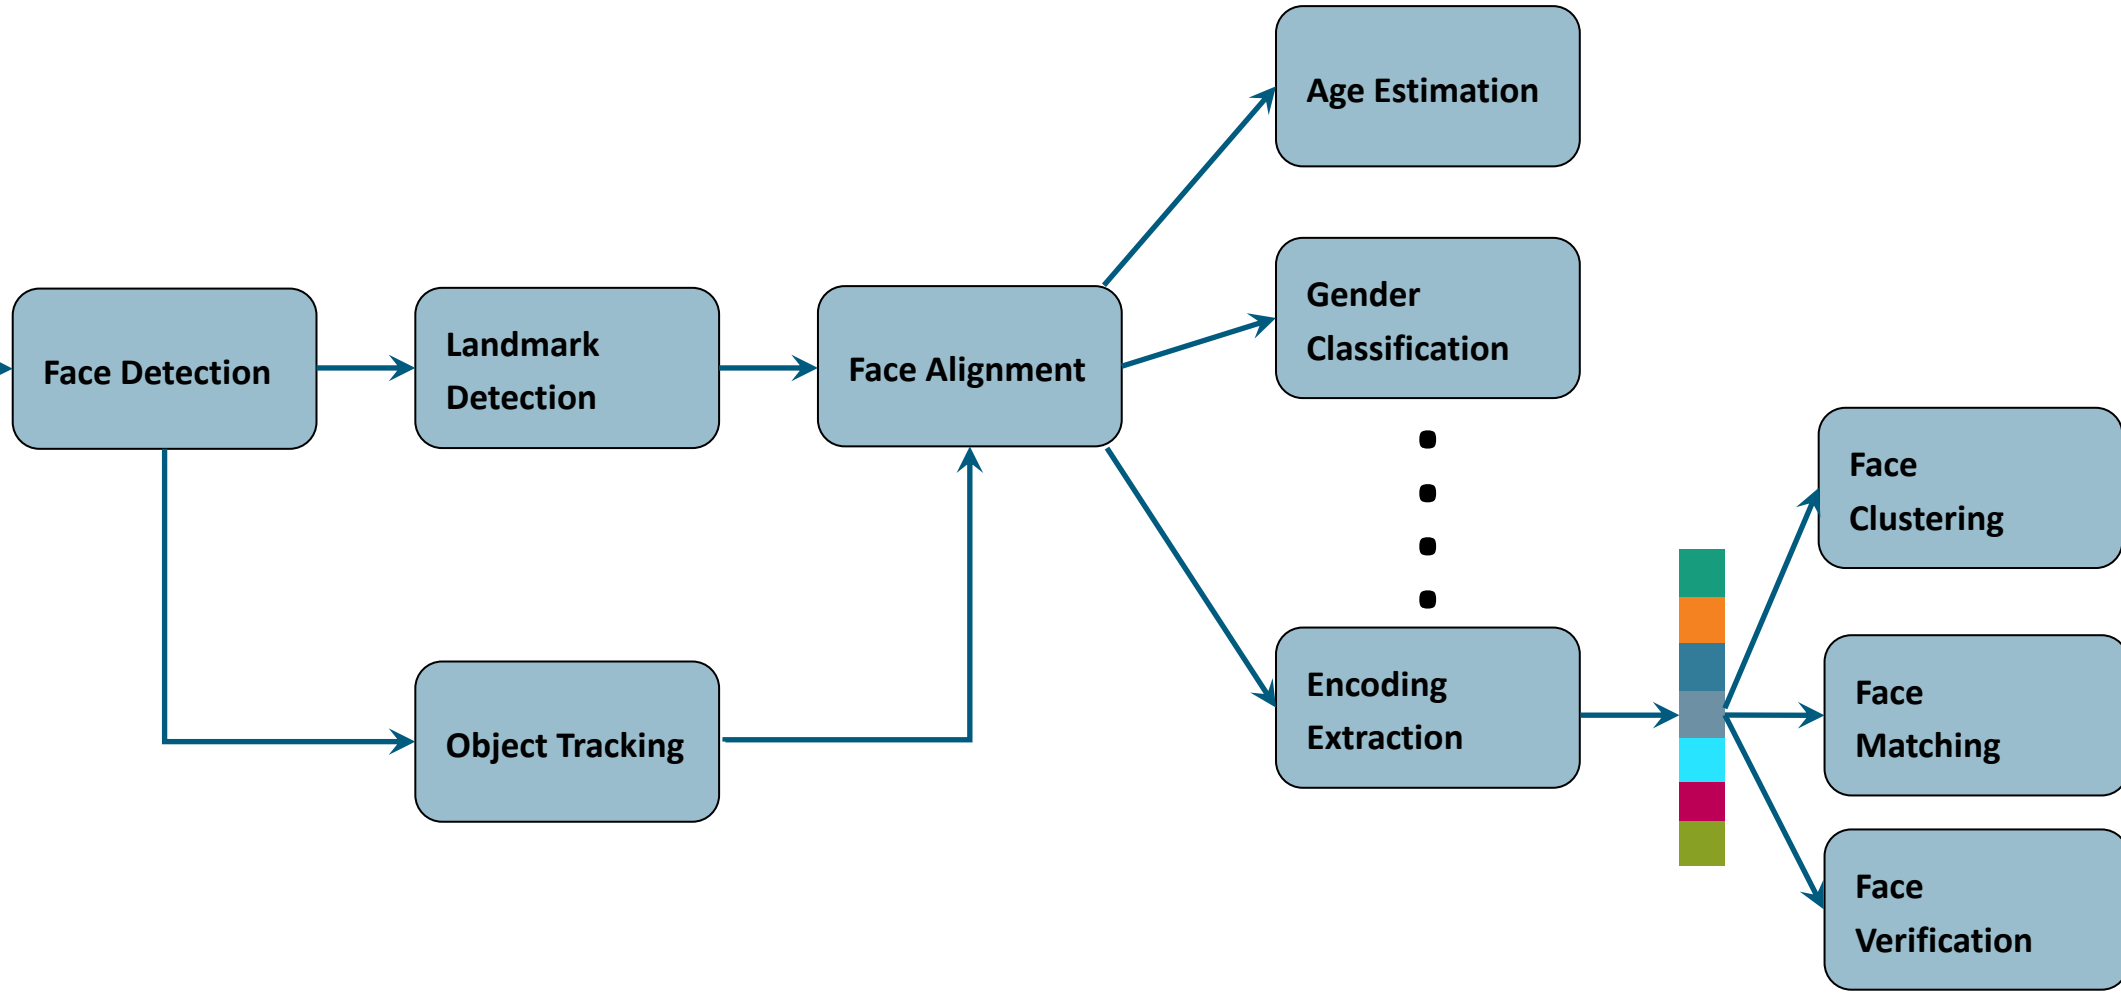 Age Estimation
Gender
Classification
Face Detection
Landmark
Detection
Face Alignment
Object Tracking
Encoding
Extraction
Face
Clustering
Face
Matching
Face
Verification